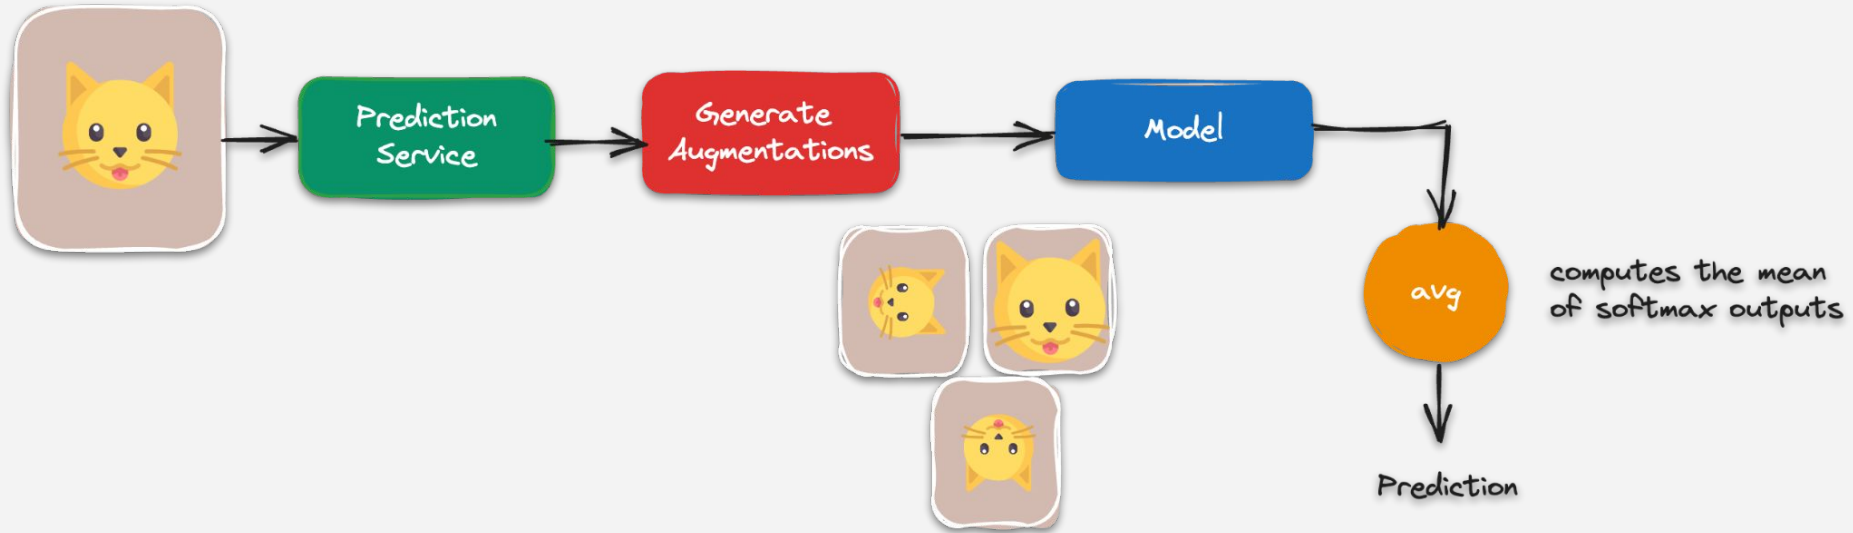 Prediction
Service
Generate
Augmentations
Model
avg
computes the mean
of softmax outputs
Prediction